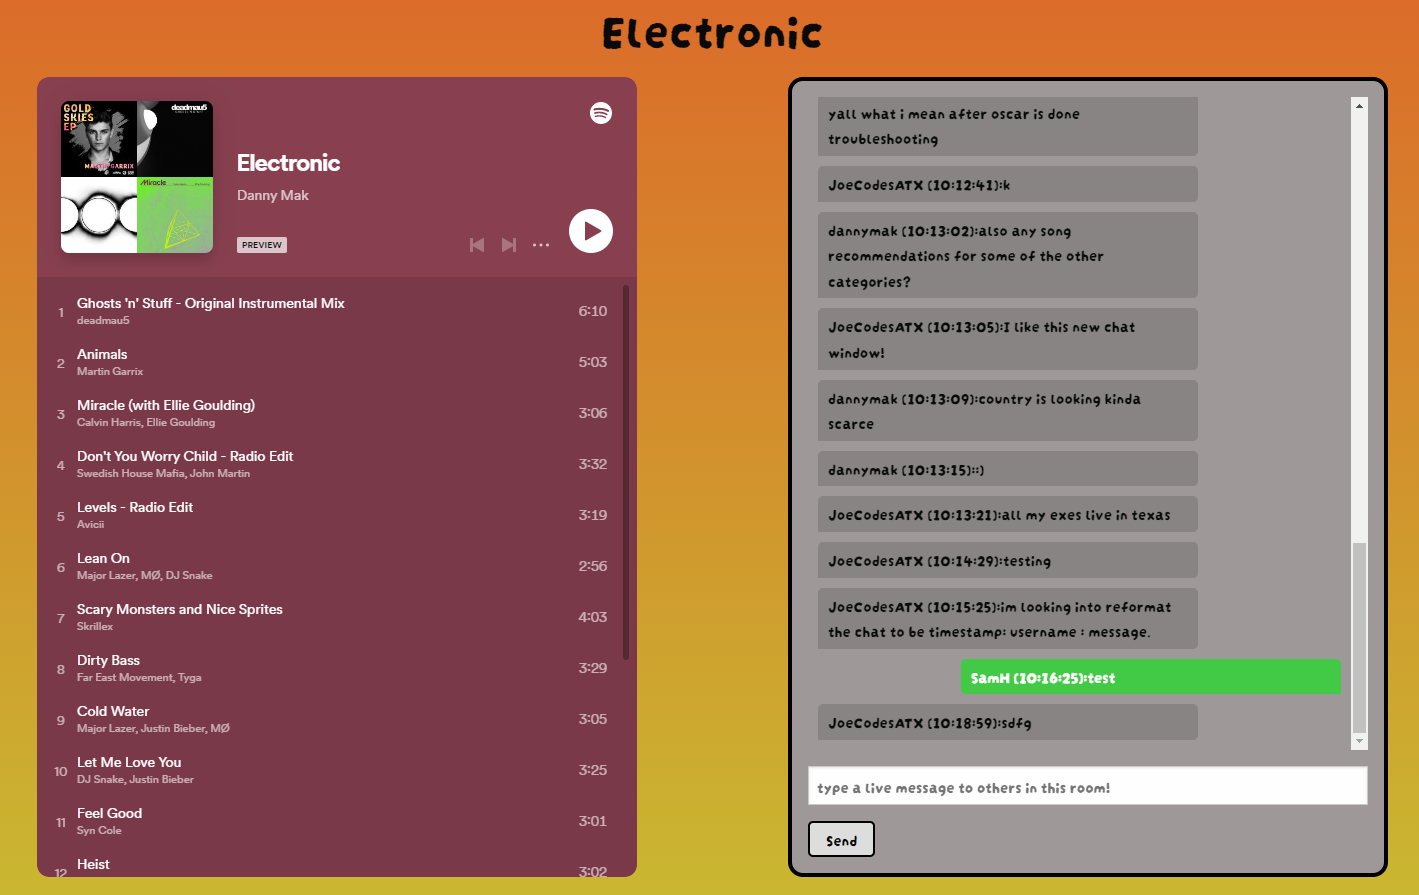 Electronic
GOLD
SKIES
EP
MARTIN GARRIX
deadmau5
Miracle
Electronic
Danny Mak
PREVIEW
1 Ghosts 'n' Stuff - Original Instrumental Mix 6:10
deadmau5
2 Animals 5:03
Martin Garrix
3 Miracle (with Ellie Goulding) 3:06
Calvin Harris, Ellie Goulding
4 Don't You Worry Child - Radio Edit 3:32
Swedish House Mafia, John Martin
5 Levels - Radio Edit 3:19
Avicii
6 Lean On 2:56
Major Lazer, MØ, DJ Snake
7 Scary Monsters and Nice Sprites 4:03
Skrillex
8 Dirty Bass 3:29
Far East Movement, Tyga
9 Cold Water 3:05
Major Lazer, Justin Bieber, MØ
10 Let Me Love You 3:25
DJ Snake, Justin Bieber
11 Feel Good 3:01
Syn Cole
12 Heist 3:02
yall what i mean after oscar is done
troubleshooting
JoeCodesATX (10:12:41):k
dannymak (10:13:02):also any song
recommendations for some of the other
categories?
JoeCodesATX (10:13:05):I like this new chat
window!
dannymak (10:13:09):country is looking kinda
scarce
dannymak (10:13:15)::)
JoeCodesATX (10:13:21):all my exes live in texas
JoeCodesATX (10:14:29):testing
JoeCodesATX (10:15:25):im looking into reformat
the chat to be timestamp: username : message.
SamH (10:16:25):test
JoeCodesATX (10:18:59):sdfg
type a live message to others in this room!
Send